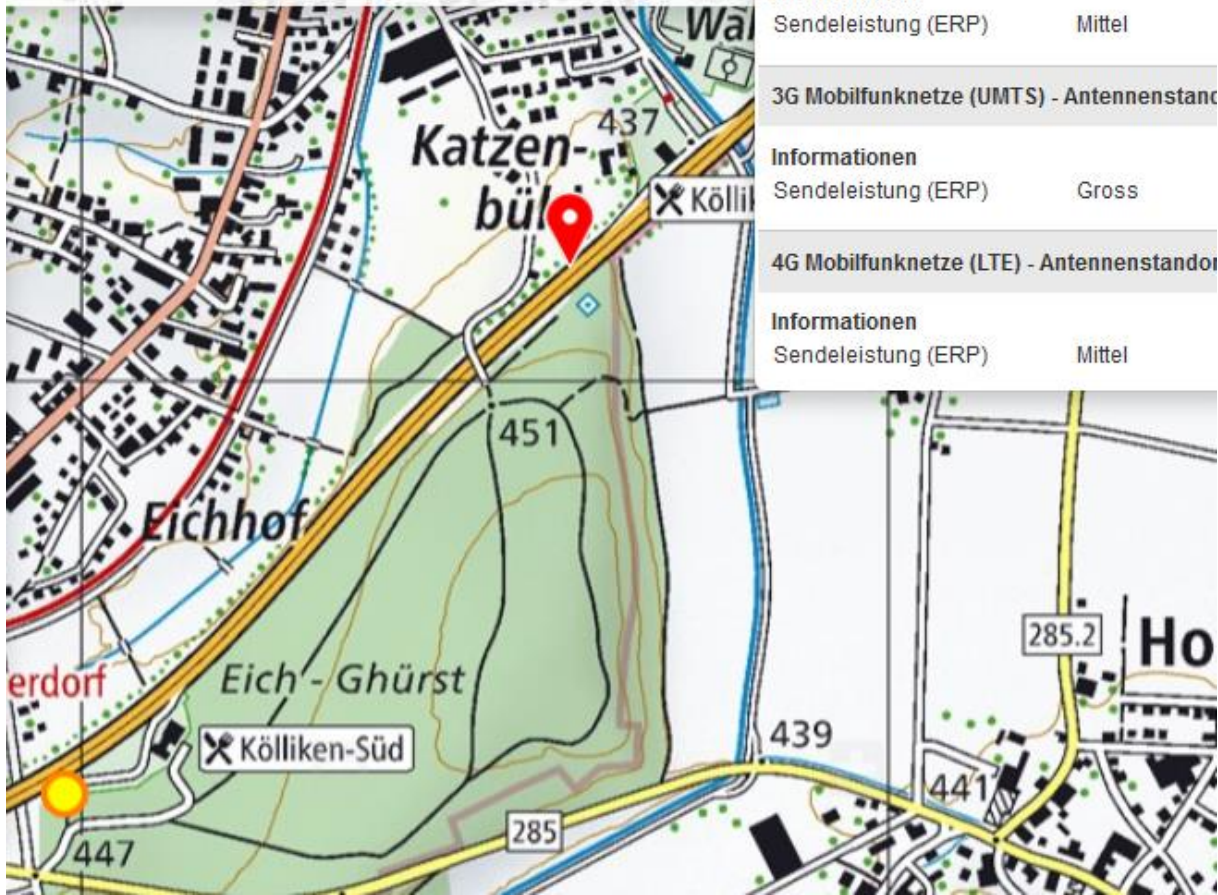 Sendeleistung (ERP) Mittel
3G Mobilfunknetze (UMTS) - Antennenstand
Informationen
Sendeleistung (ERP) Gross
4G Mobilfunknetze (LTE) - Antennenstandor
Informationen
Sendeleistung (ERP) Mittel
437
Katzen-
Köllik
451
Eichhof
285.2
Ho
erdorf
Eich - Ghürst
Kölliken-Süd
439
441
285
447